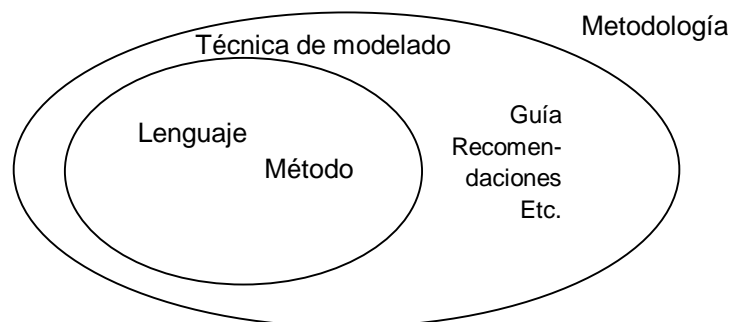 Metodología
Técnica de modelado
Lenguaje
Método
Guía
Recomen-
daciones
Etc.